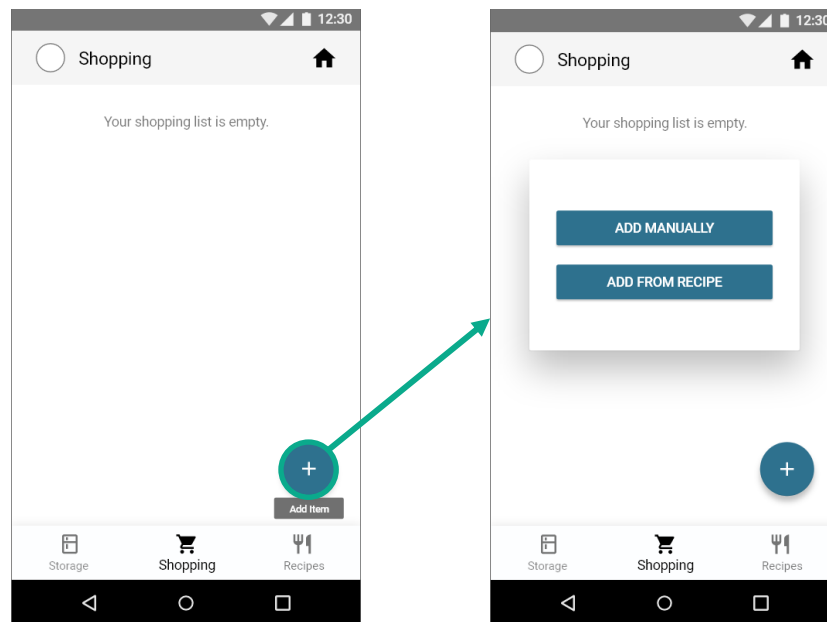 12:30
Shopping
Your shopping list is empty.
Add Item
Storage
Shopping
Recipes
12:30
Shopping
Your shopping list is empty.
ADD MANUALLY
ADD FROM RECIPE
Storage
Shopping
Recipes